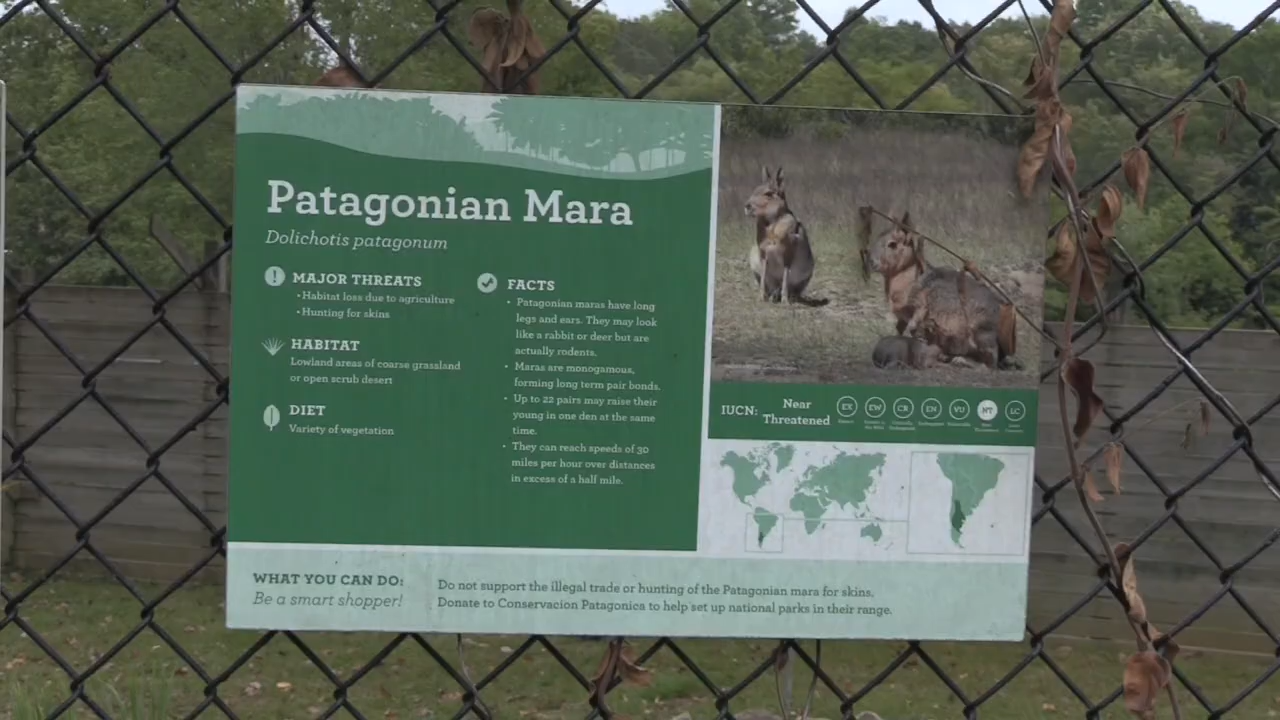 Patagonian Mara
Dolichotis patagonum
MAJOR THREATS
• Habitat loss due to agriculture
• Hunting for skins
HABITAT
Lowland areas of coarse grassland
or open scrub desert
DIET
Variety of vegetation
FACTS
• Patagonian maras have long
legs and ears. They may look
like a rabbit or deer but are
actually rodents.
• Maras are monogamous,
forming long term pair bonds.
• Up to 22 pairs may raise their
young in one den at the same
time.
• They can reach speeds of 30
miles per hour over distances
in excess of a half mile.
IUCN: Near
Threatened
EX EW CR EN VU NT LC
WHAT YOU CAN DO:
Be a smart shopper!
Do not support the illegal trade or hunting of the Patagonian mara for skins.
Donate to Conservacion Patagonica to help set up national parks in their range.